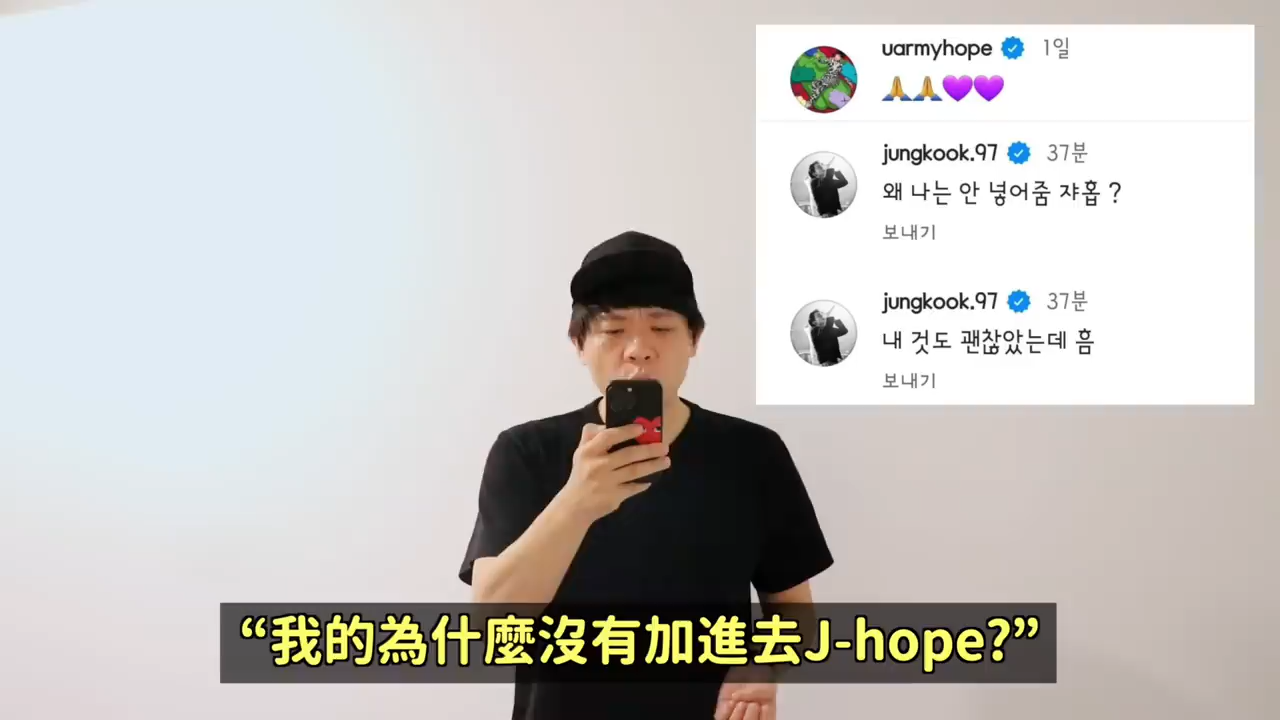 uarmyhope 1일
🙏🙏💜💜
jungkook.97 37분
왜 나는 안 넣어줌 쟈홉 ?
보내기
jungkook.97 37분
내 것도 괜찮았는데 흠
보내기
“我的為什麼沒有加進去J-hope?”